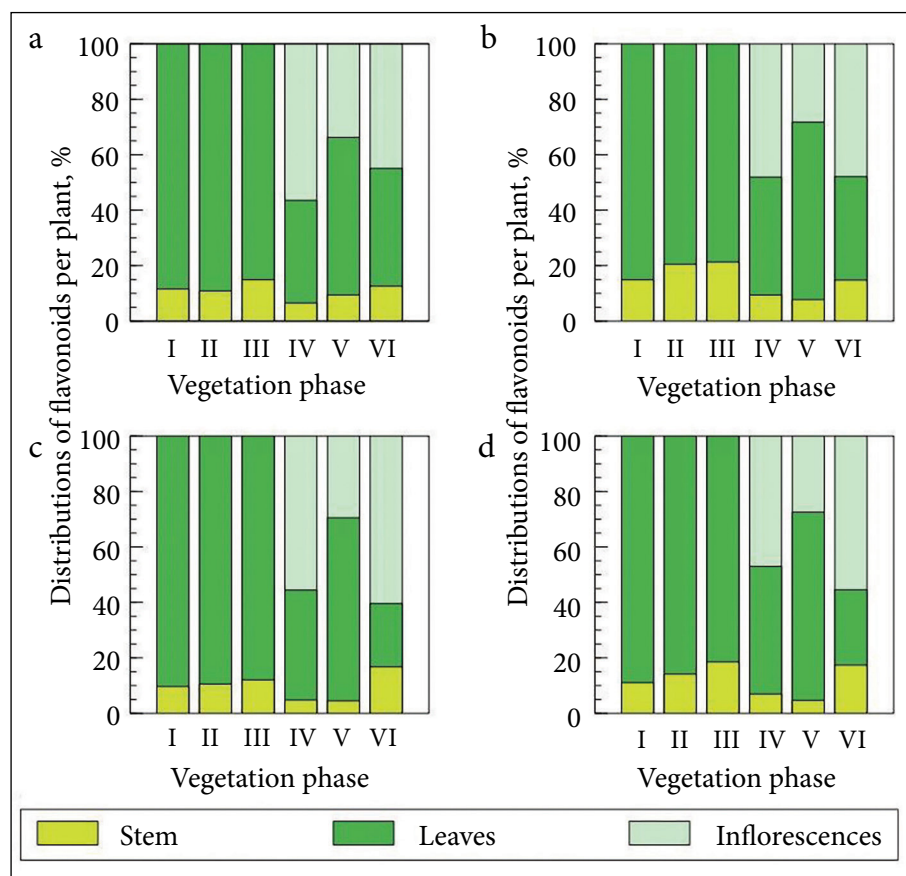 a
Distributions of flavonoids per plant, %
100
80
60
40
20
0
I II III IV V VI
Vegetation phase
b
Distributions of flavonoids per plant, %
100
80
60
40
20
0
I II III IV V VI
Vegetation phase
c
100
80
60
40
20
0
I II III IV V VI
Vegetation phase
d
100
80
60
40
20
0
I II III IV V VI
Vegetation phase
Stem Leaves Inflorescences